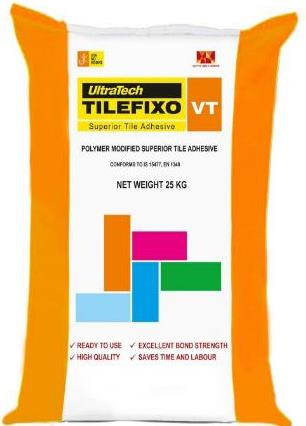 UltraTech
TILEFIXO VT
Superior Tile Adhesive
POLYMER MODIFIED SUPERIOR TILE ADHESIVE
CONFORMS TO IS 15477, EN 1348
NET WEIGHT 25 KG
✓ READY TO USE ✓ EXCELLENT BOND STRENGTH
✓ HIGH QUALITY ✓ SAVES TIME AND LABOUR